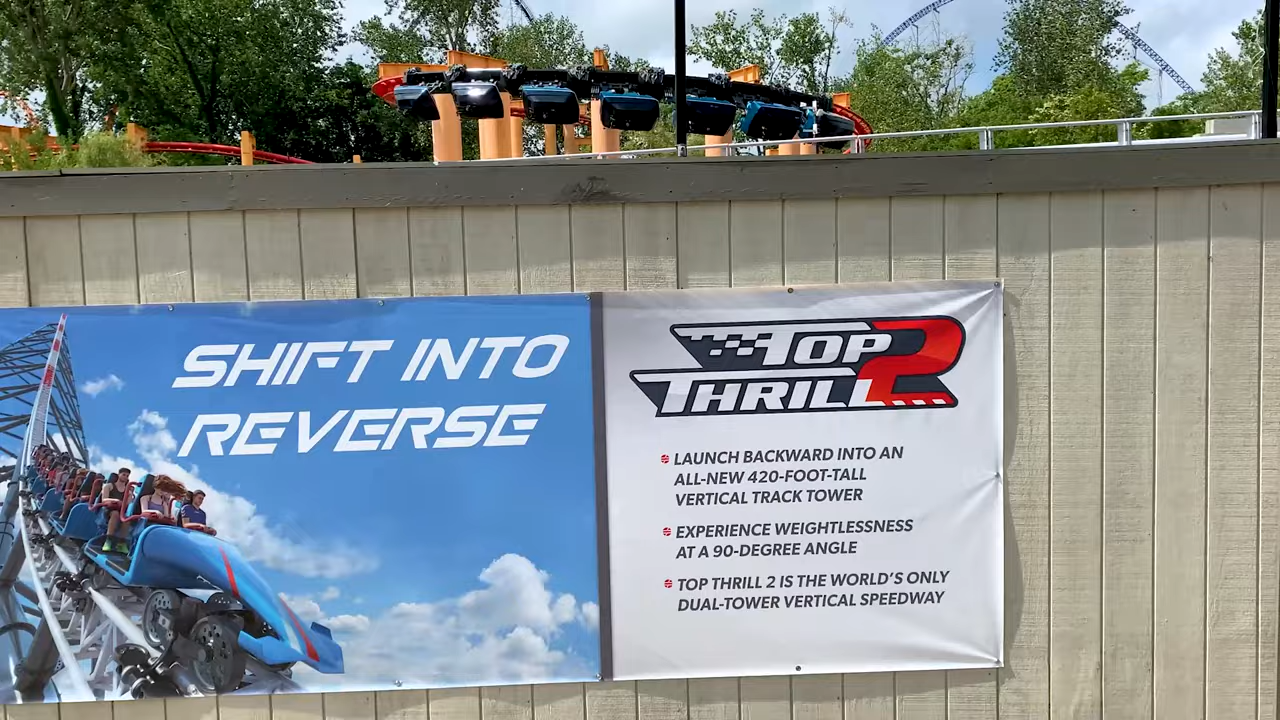 SHIFT INTO
REVERSE
TOP
THRILL 2
LAUNCH BACKWARD INTO AN
ALL-NEW 420-FOOT-TALL
VERTICAL TRACK TOWER
EXPERIENCE WEIGHTLESSNESS
AT A 90-DEGREE ANGLE
TOP THRILL 2 IS THE WORLD'S ONLY
DUAL-TOWER VERTICAL SPEEDWAY